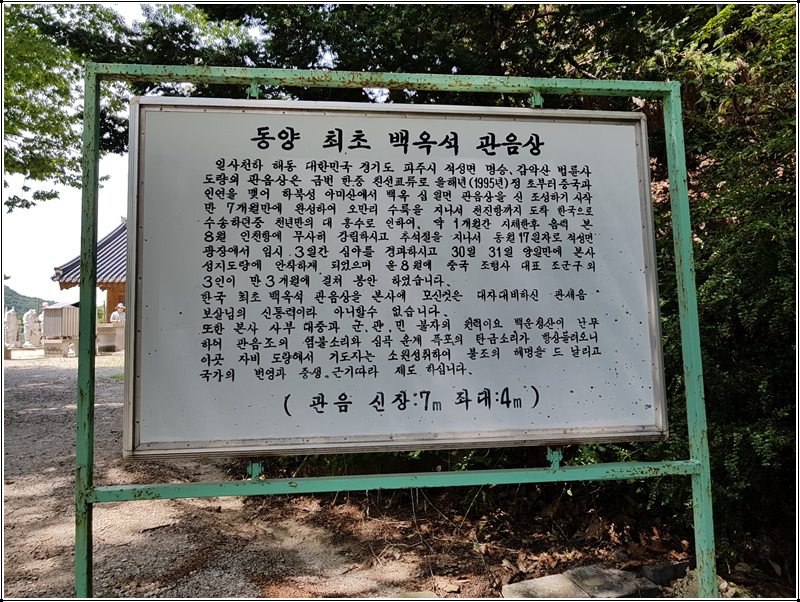 동양 최초 백옥석 관음상
일사천하 해동 대한민국 경기도 파주시 적성면 명승, 감악산 범륜사
도량의 관음상은 금번 한중 친선교류로 을해년(1995년)정 초부터 중국과
인연을 맺어 하북성 아미산에서 백옥 십 원면 관음상을 신 조성하기 시작
만 7개월만에 완성하여 오만리 수륙을 지나서 천진항까지 도착 한국으로
수송하던중 천년만의 대 홍수로 인하여, 약 1개월간 지체한후 음력 본
8월 인천항에 무사히 강림하시고 추석절을 지나서 동원 17원자로 적성면
광장에서 임시 3일간 심야를 경과하시고 30일 31일 양일만에 본사
성지도량에 안착하게 되었으며 윤8월에 중국 조형사 대표 조군구 외
3인이 만 3개월에 걸쳐 봉안 하였습니다.
한국 최초 백옥석 관음상을 본사에 모신것은 대자대비하신 관세음
보살님의 신통력이라 아니할수 없습니다.
또한 본사 사부 대중과 군, 관, 민 불자의 원력이요 백운청산이 난무
하여 관음조의 염불소리와 심곡 윤계 폭포의 탄금소리가 항상들려오니
이곳 자비 도량에서 기도자는 소원성취하여 불조의 혜명을 드 날리고
국가의 번영과 중생, 근기따라 제도 하십니다.
( 관음 신장:7m 좌대:4m )